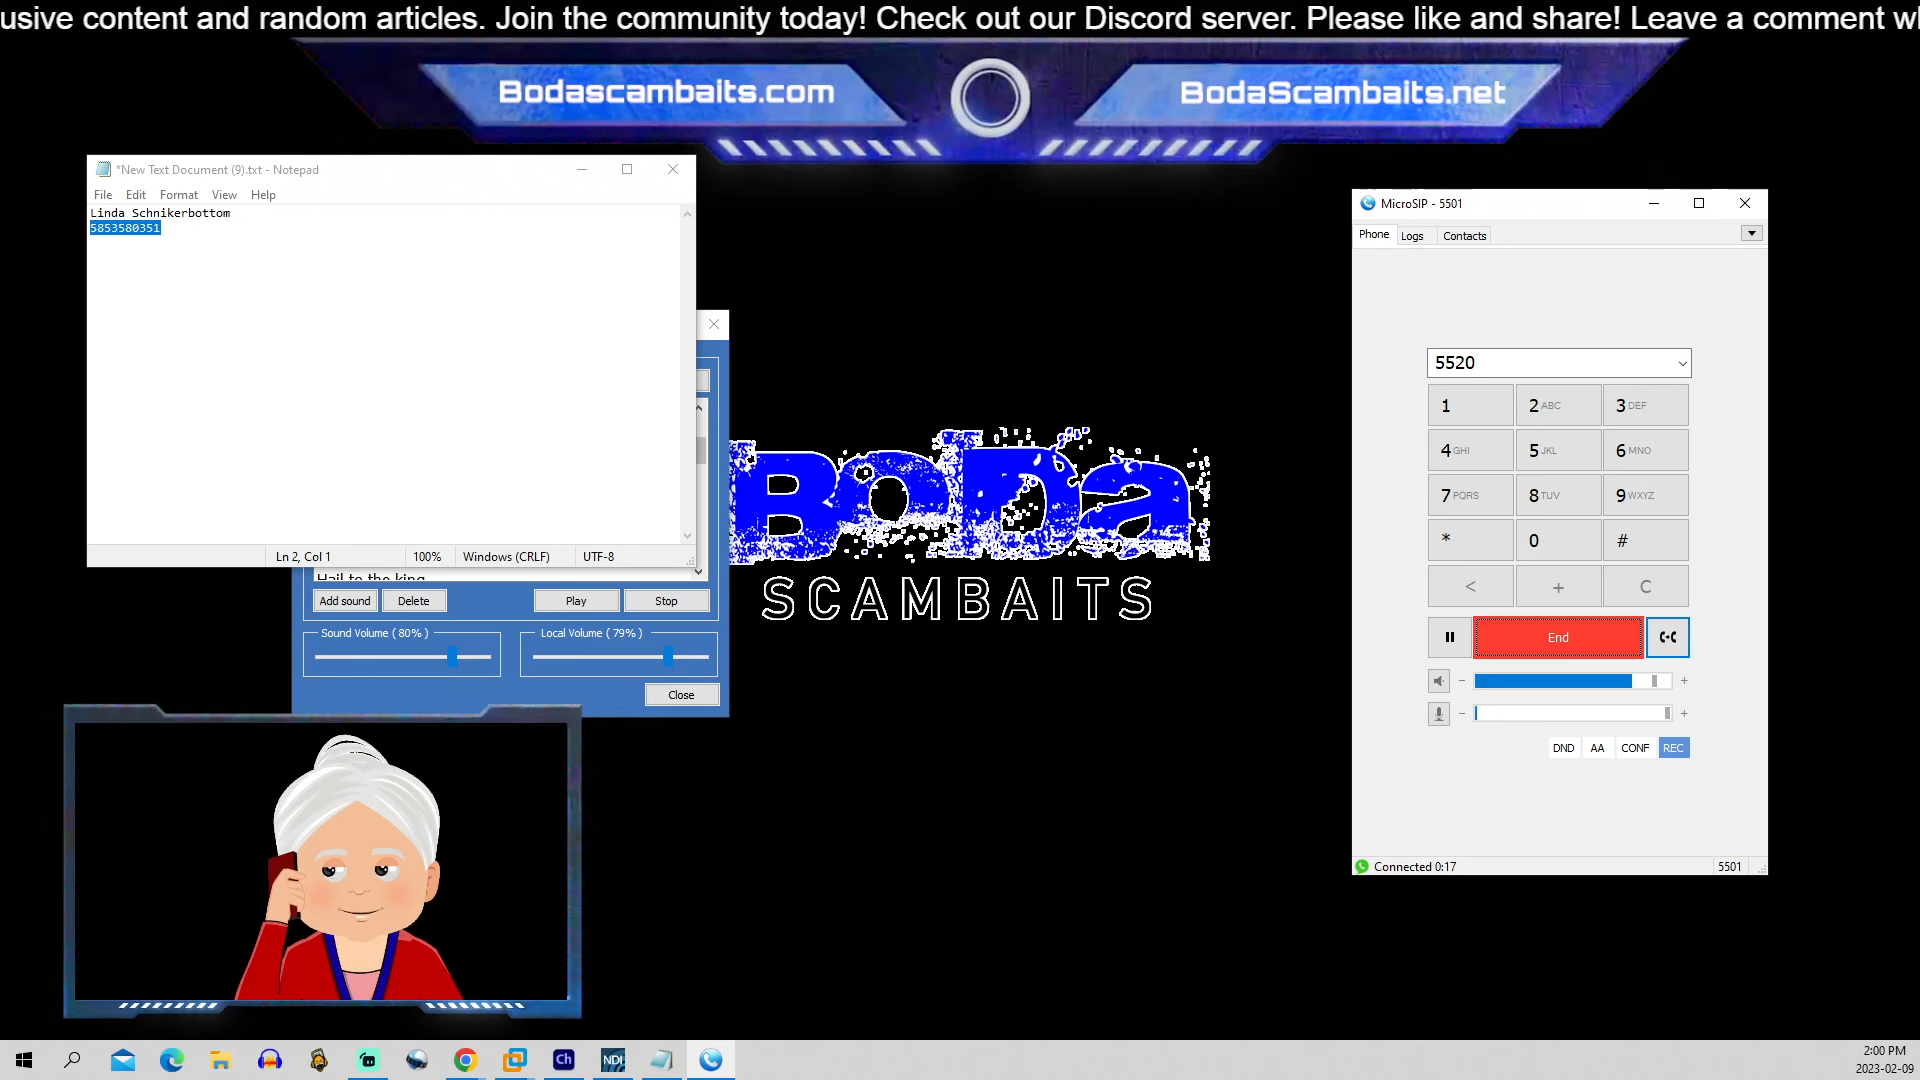 usive content and random articles. Join the community today! Check out our Discord server. Please like and share! Leave a comment wh
Bodascambaits.com
BodaScambaits.net
*New Text Document (9).txt - Notepad
File Edit Format View Help
Linda Schnikerbottom
5853580351
Ln 2, Col 1 100% Windows (CRLF) UTF-8
Hail to the king
Add sound Delete Play Stop
Sound Volume ( 80% ) Local Volume ( 79% )
Close
BoDa
SCAMBAITS
MicroSIP - 5501
Phone Logs Contacts
5520
1 2 ABC 3 DEF
4 GHI 5 JKL 6 MNO
7 PQRS 8 TUV 9 WXYZ
* 0 #
< + C
End
- +
- +
DND AA CONF REC
Connected 0:17 5501
Ch NDI
2:00 PM
2023-02-09